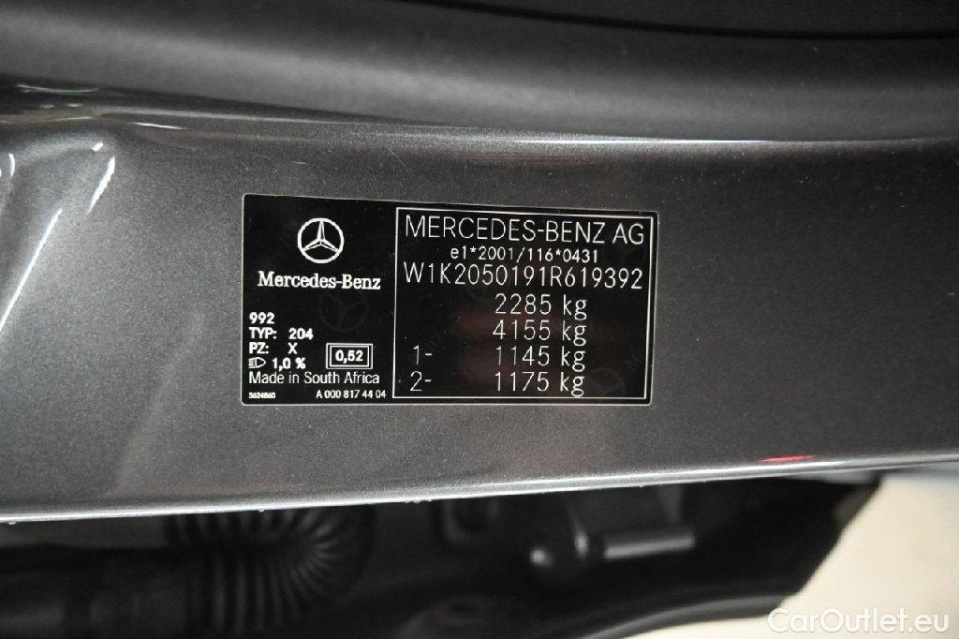 Mercedes-Benz
992
TYP: 204
PZ: X
1,0 %
0,52
Made in South Africa
3624860
A 000 817 44 04
MERCEDES-BENZ AG
e1*2001/116*0431
W1K2050191R619392
2285 kg
4155 kg
1- 1145 kg
2- 1175 kg
CarOutlet.eu